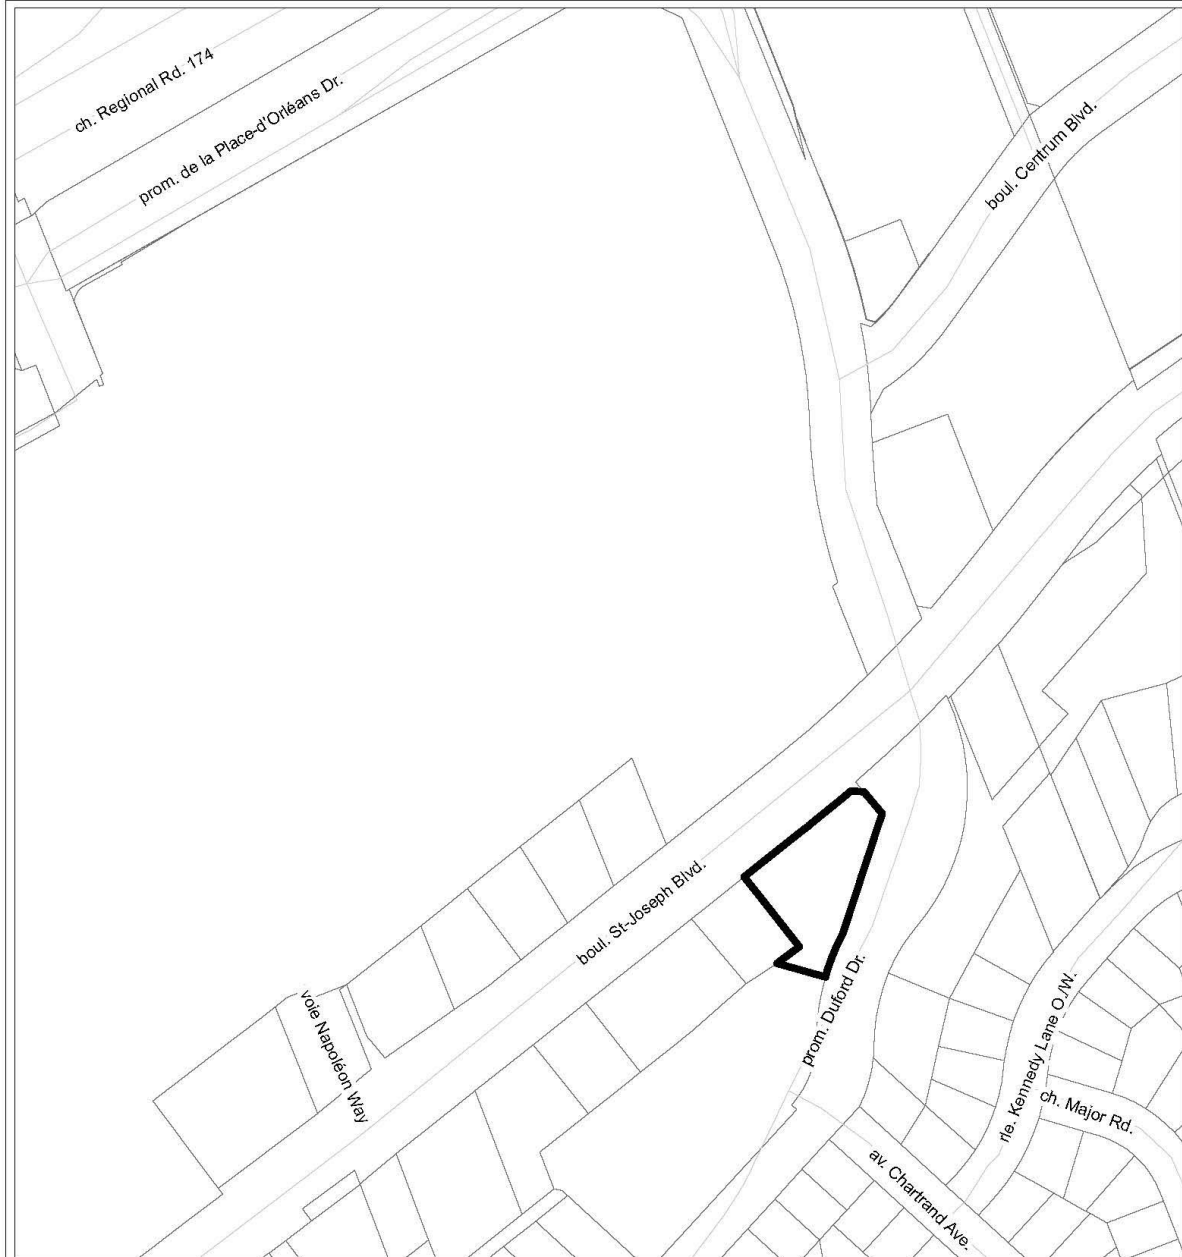 ch. Regional Rd. 174
prom. de la Place-d'Orléans Dr.
boul. Centrum Blvd.
boul. St-Joseph Blvd.
voie Napoléon Way
prom. Duford Dr.
rle. Kennedy Lane O./W.
ch. Major Rd.
av. Chartrand Ave.